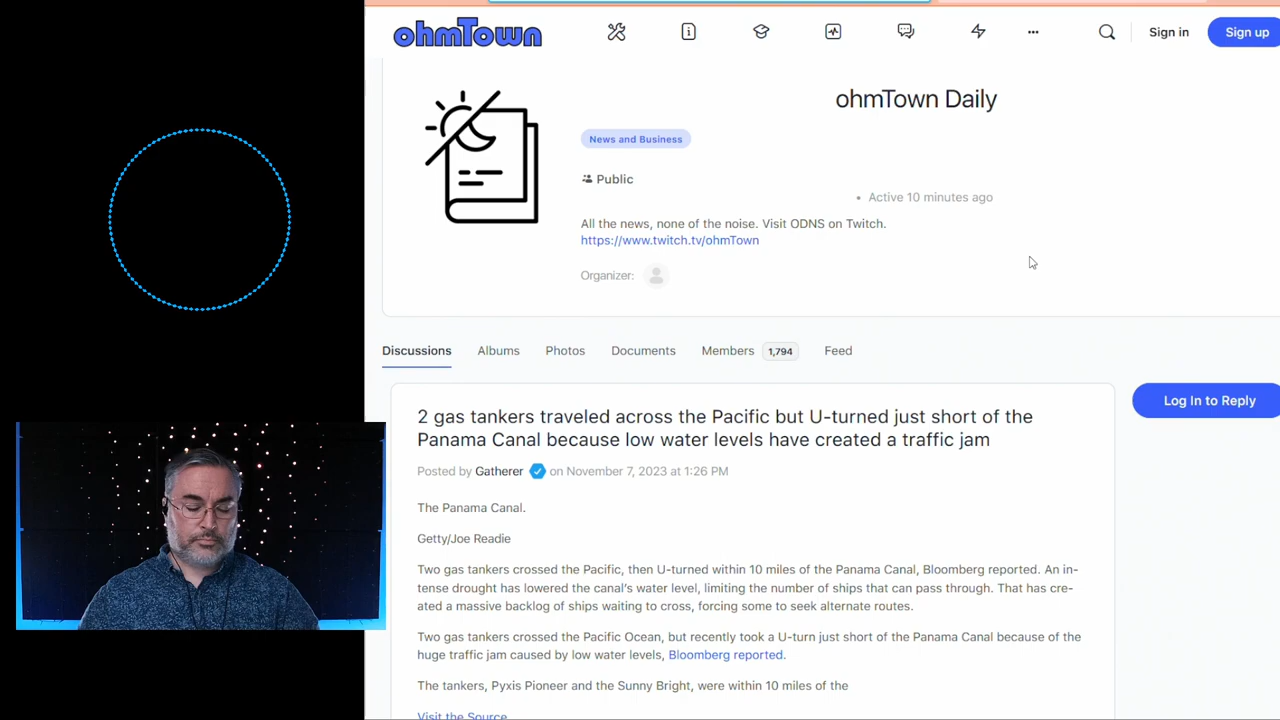 ohmTown
Sign in
Sign up
ohmTown Daily
News and Business
Public
• Active 10 minutes ago
All the news, none of the noise. Visit ODNS on Twitch.
https://www.twitch.tv/ohmTown
Organizer:
Discussions
Albums
Photos
Documents
Members 1,794
Feed
2 gas tankers traveled across the Pacific but U-turned just short of the
Panama Canal because low water levels have created a traffic jam
Log In to Reply
Posted by Gatherer on November 7, 2023 at 1:26 PM
The Panama Canal.
Getty/Joe Readie
Two gas tankers crossed the Pacific, then U-turned within 10 miles of the Panama Canal, Bloomberg reported. An in-
tense drought has lowered the canal's water level, limiting the number of ships that can pass through. That has cre-
ated a massive backlog of ships waiting to cross, forcing some to seek alternate routes.
Two gas tankers crossed the Pacific Ocean, but recently took a U-turn just short of the Panama Canal because of the
huge traffic jam caused by low water levels, Bloomberg reported.
The tankers, Pyxis Pioneer and the Sunny Bright, were within 10 miles of the
Visit the Source